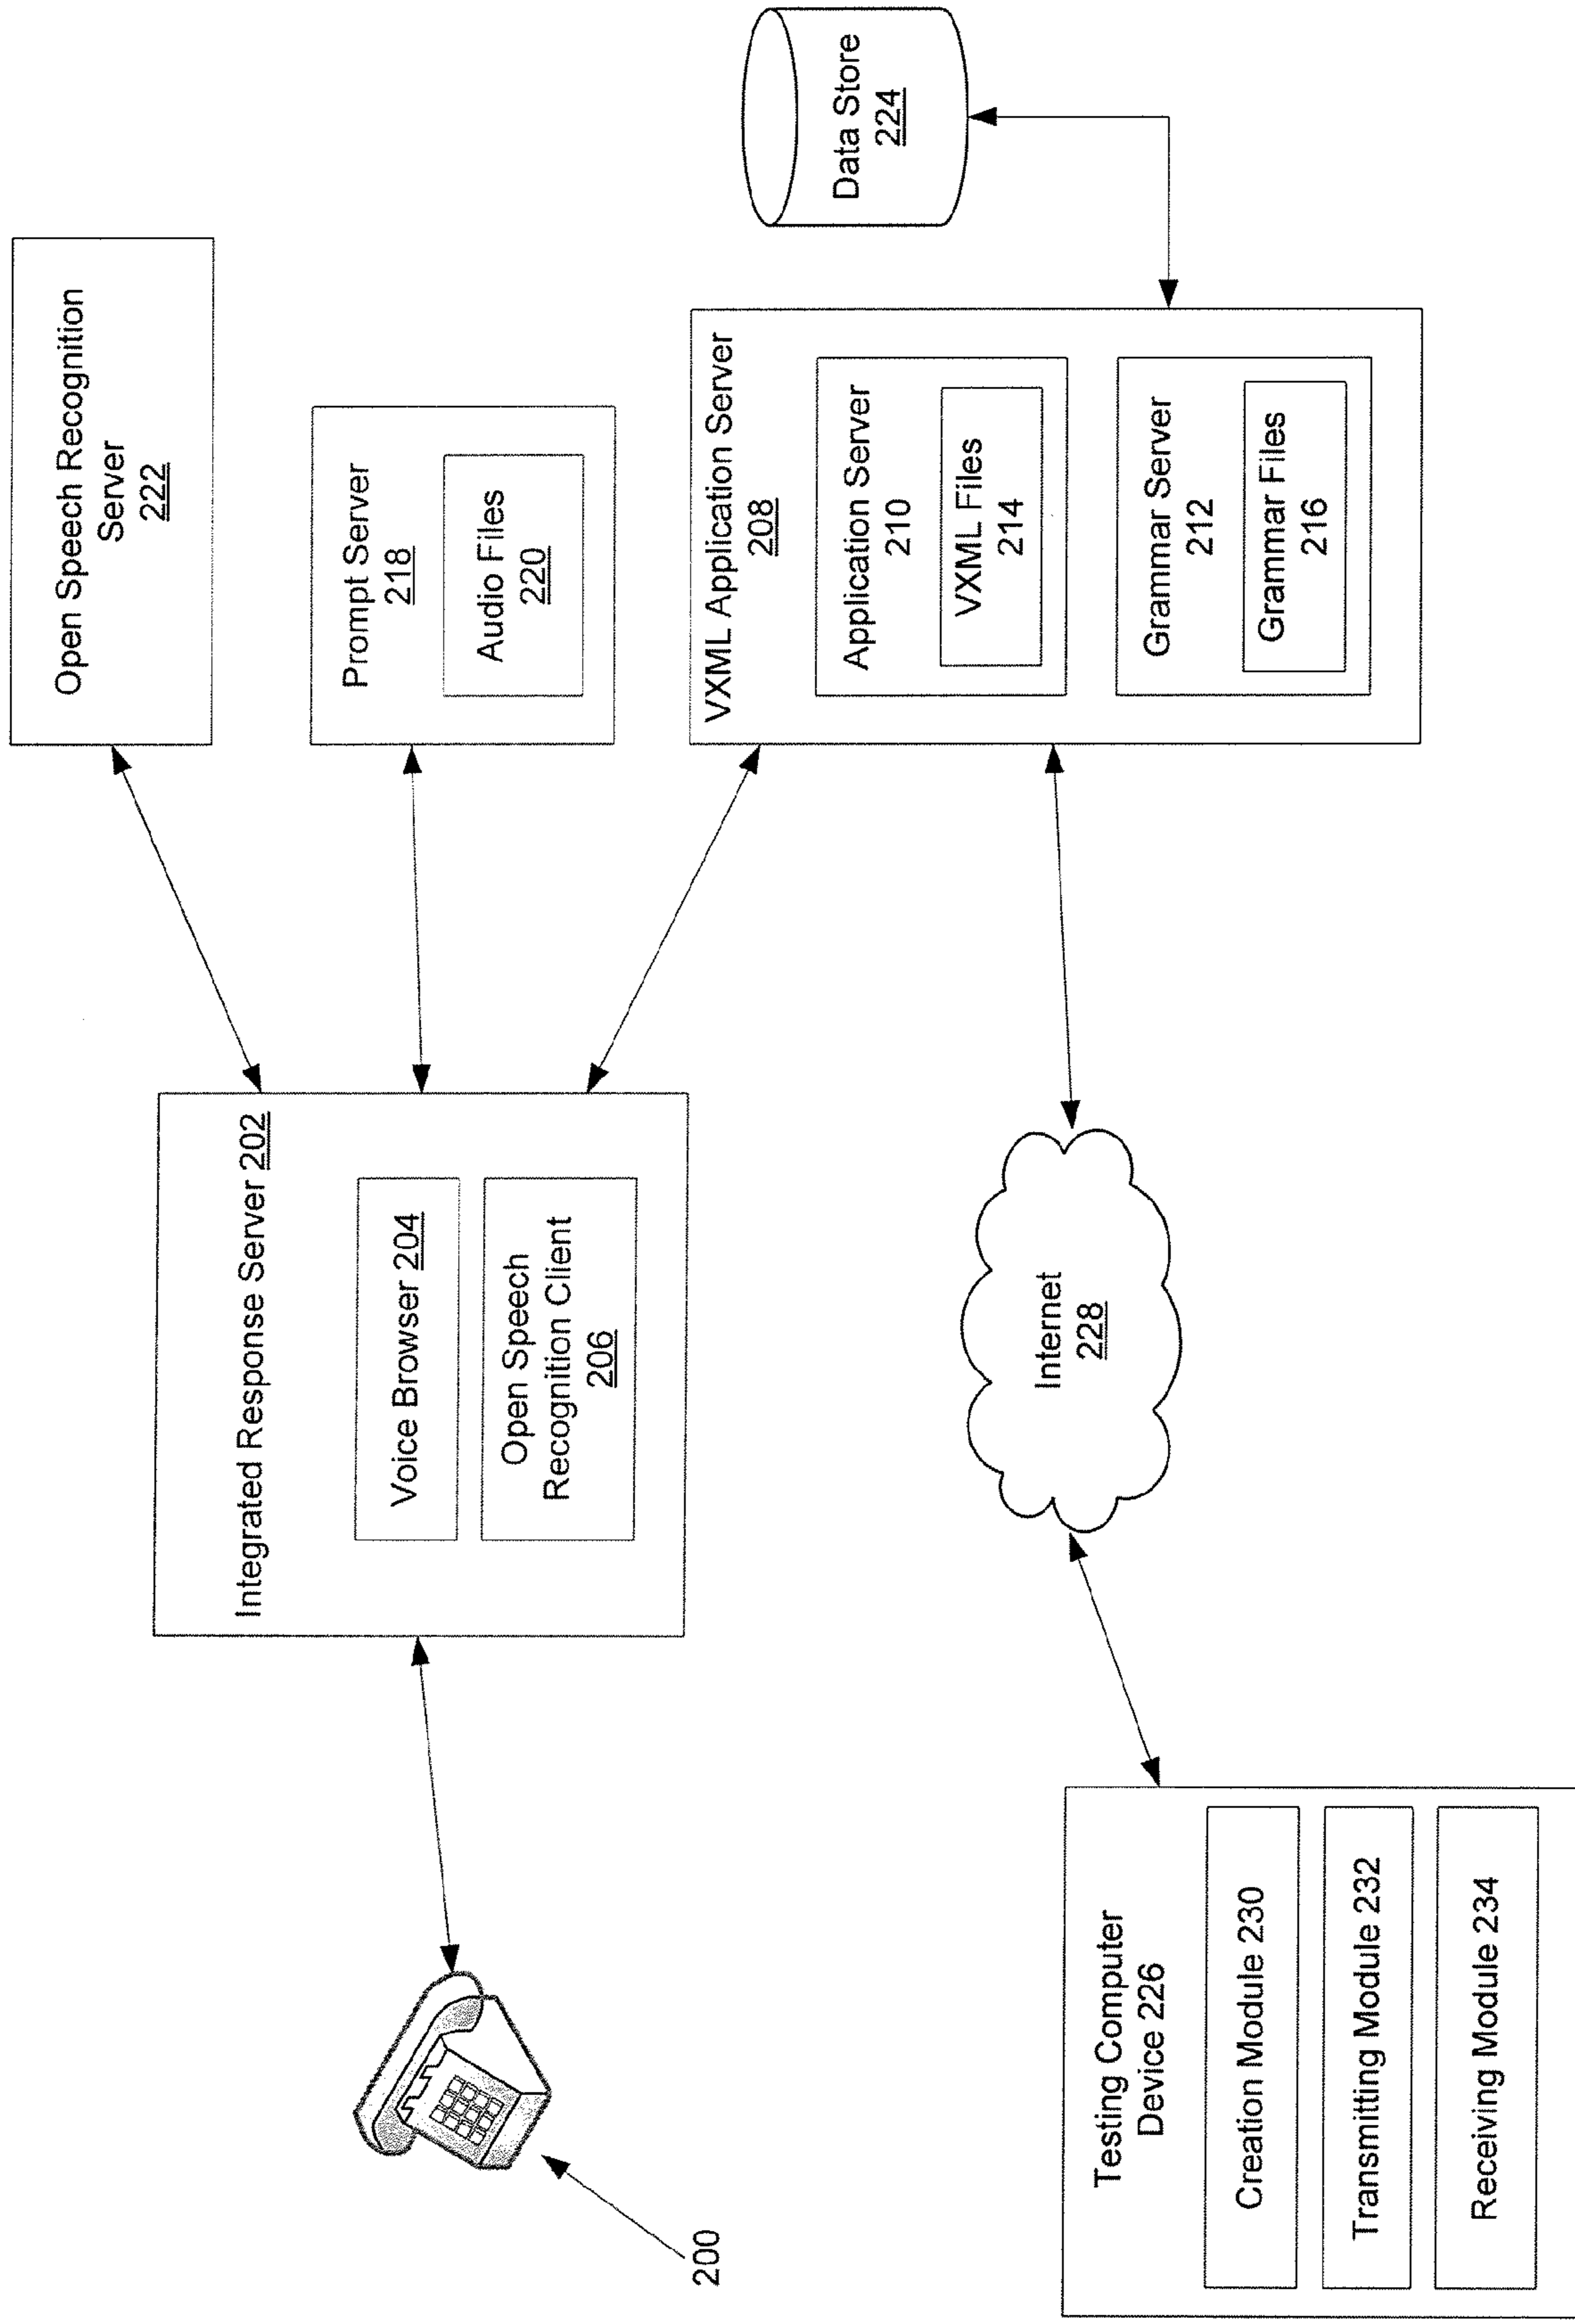 Open Speech Recognition
Server
222
Prompt Server
218
Audio Files
220
Integrated Response Server 202
Voice Browser 204
Open Speech
Recognition Client
206
200
VXML Application Server
208
Application Server
210
VXML Files
214
Grammar Server
212
Grammar Files
216
Data Store
224
Internet
228
Testing Computer
Device 226
Creation Module 230
Transmitting Module 232
Receiving Module 234